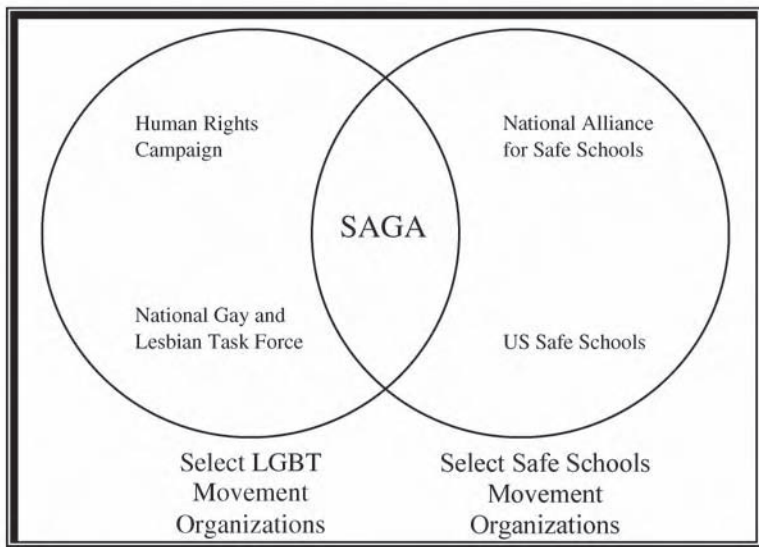 Human Rights
Campaign
National Alliance
for Safe Schools
SAGA
National Gay and
Lesbian Task Force
US Safe Schools
Select LGBT
Movement
Organizations
Select Safe Schools
Movement
Organizations